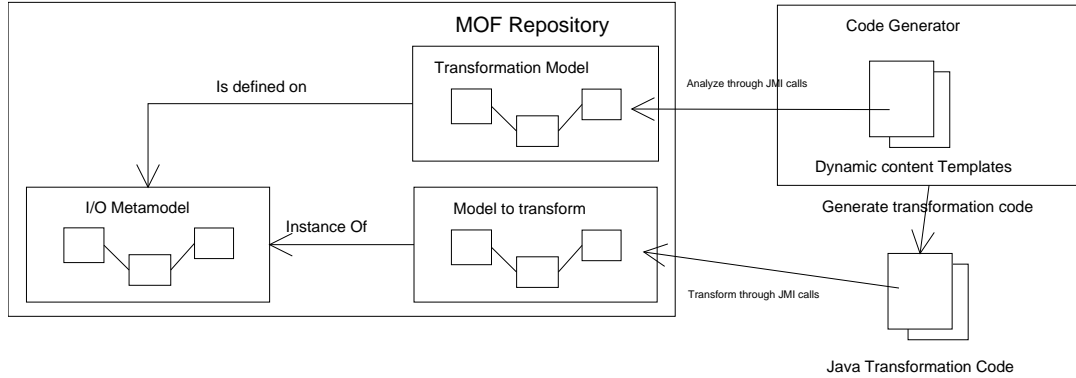 MOF Repository
Code Generator
Transformation Model
Is defined on
Analyze through JMI calls
Dynamic content Templates
I/O Metamodel
Model to transform
Generate transformation code
Instance Of
Transform through JMI calls
Java Transformation Code